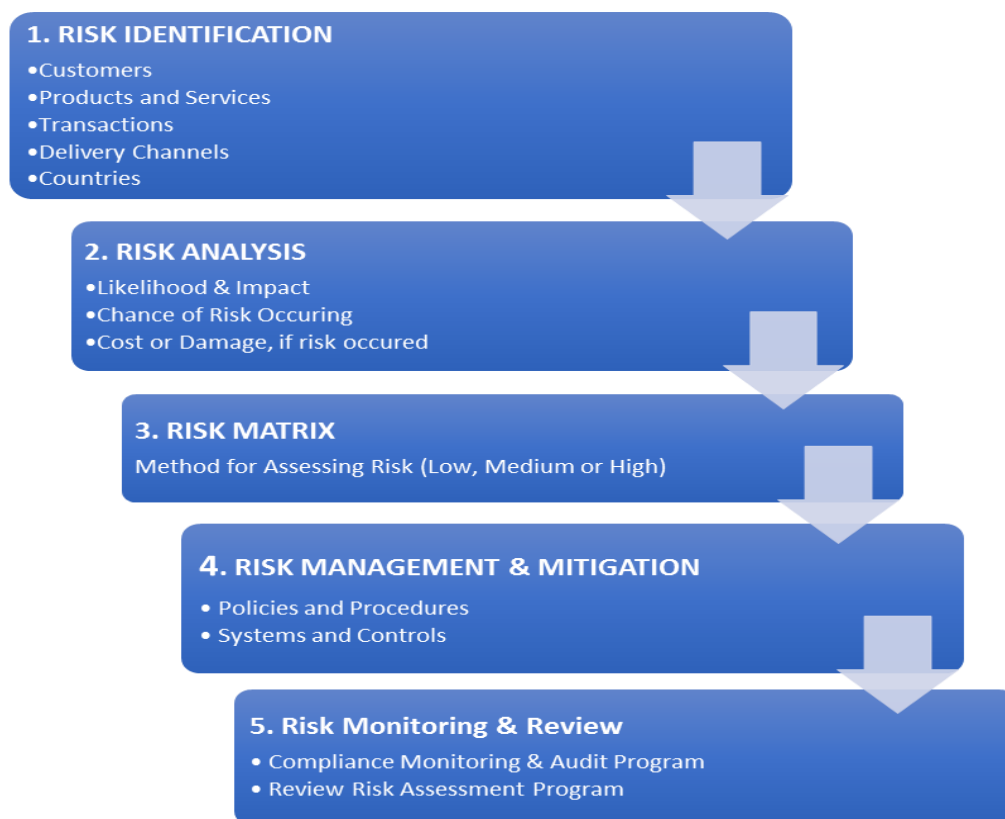 1. RISK IDENTIFICATION
•Customers
•Products and Services
•Transactions
•Delivery Channels
•Countries
2. RISK ANALYSIS
•Likelihood & Impact
•Chance of Risk Occuring
•Cost or Damage, if risk occured
3. RISK MATRIX
Method for Assessing Risk (Low, Medium or High)
4. RISK MANAGEMENT & MITIGATION
• Policies and Procedures
• Systems and Controls
5. Risk Monitoring & Review
• Compliance Monitoring & Audit Program
• Review Risk Assessment Program